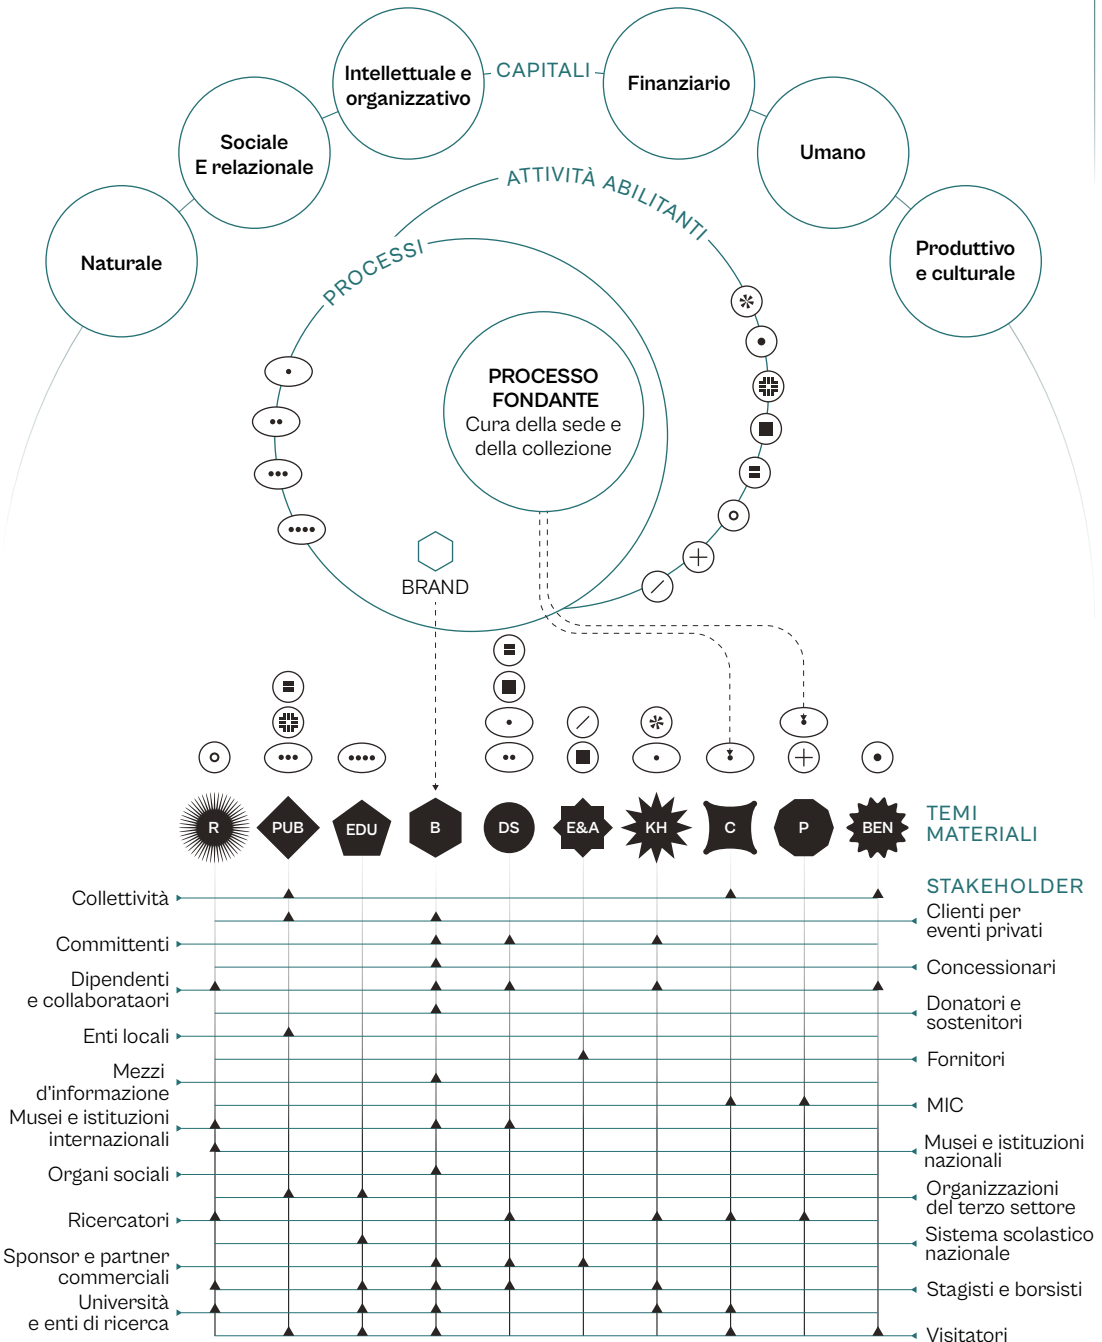 Intellettuale e
organizzativo
CAPITALI
Finanziario
Sociale
E relazionale
Umano
Naturale
Produttivo
e culturale
ATTIVITÀ ABILITANTI
PROCESSI
PROCESSO
FONDANTE
Cura della sede e
della collezione
BRAND
R
PUB
EDU
B
DS
E&A
KH
C
P
BEN
TEMI
MATERIALI
STAKEHOLDER
Collettività
Clienti per
eventi privati
Committenti
Concessionari
Dipendenti
e collaborataori
Donatori e
sostenitori
Enti locali
Fornitori
Mezzi
d'informazione
MIC
Musei e istituzioni
internazionali
Musei e istituzioni
nazionali
Organi sociali
Organizzazioni
del terzo settore
Ricercatori
Sistema scolastico
nazionale
Sponsor e partner
commerciali
Stagisti e borsisti
Università
e enti di ricerca
Visitatori